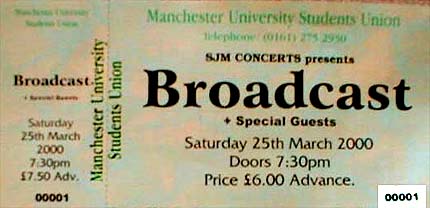 Manchester University
Students Union
Broadcast
+ Special Guests
Saturday
25th March
2000
7:30pm
£7.50 Adv.
00001
Manchester University
Students Union
Manchester University Students Union
Telephone: (0161) 275 2930
SJM CONCERTS presents
Broadcast
+ Special Guests
Saturday 25th March 2000
Doors 7:30pm
Price £6.00 Advance.
00001